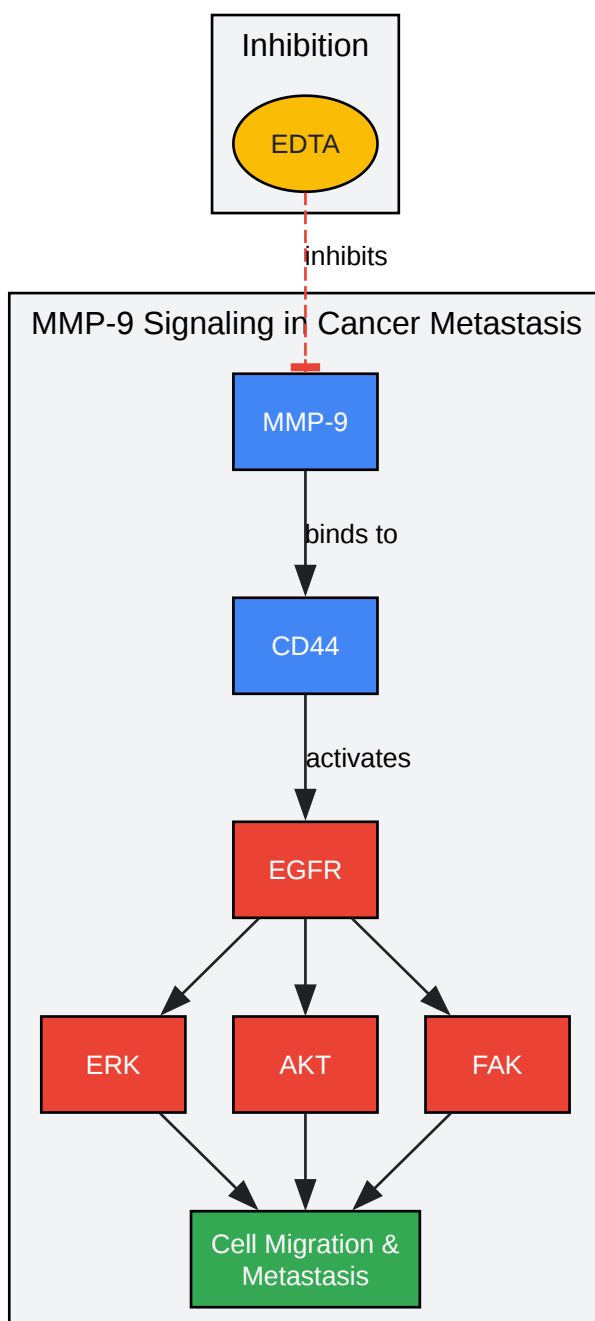 Inhibition
EDTA
inhibits
MMP-9 Signaling in Cancer Metastasis
MMP-9
binds to
CD44
activates
EGFR
ERK
AKT
FAK
Cell Migration &
Metastasis